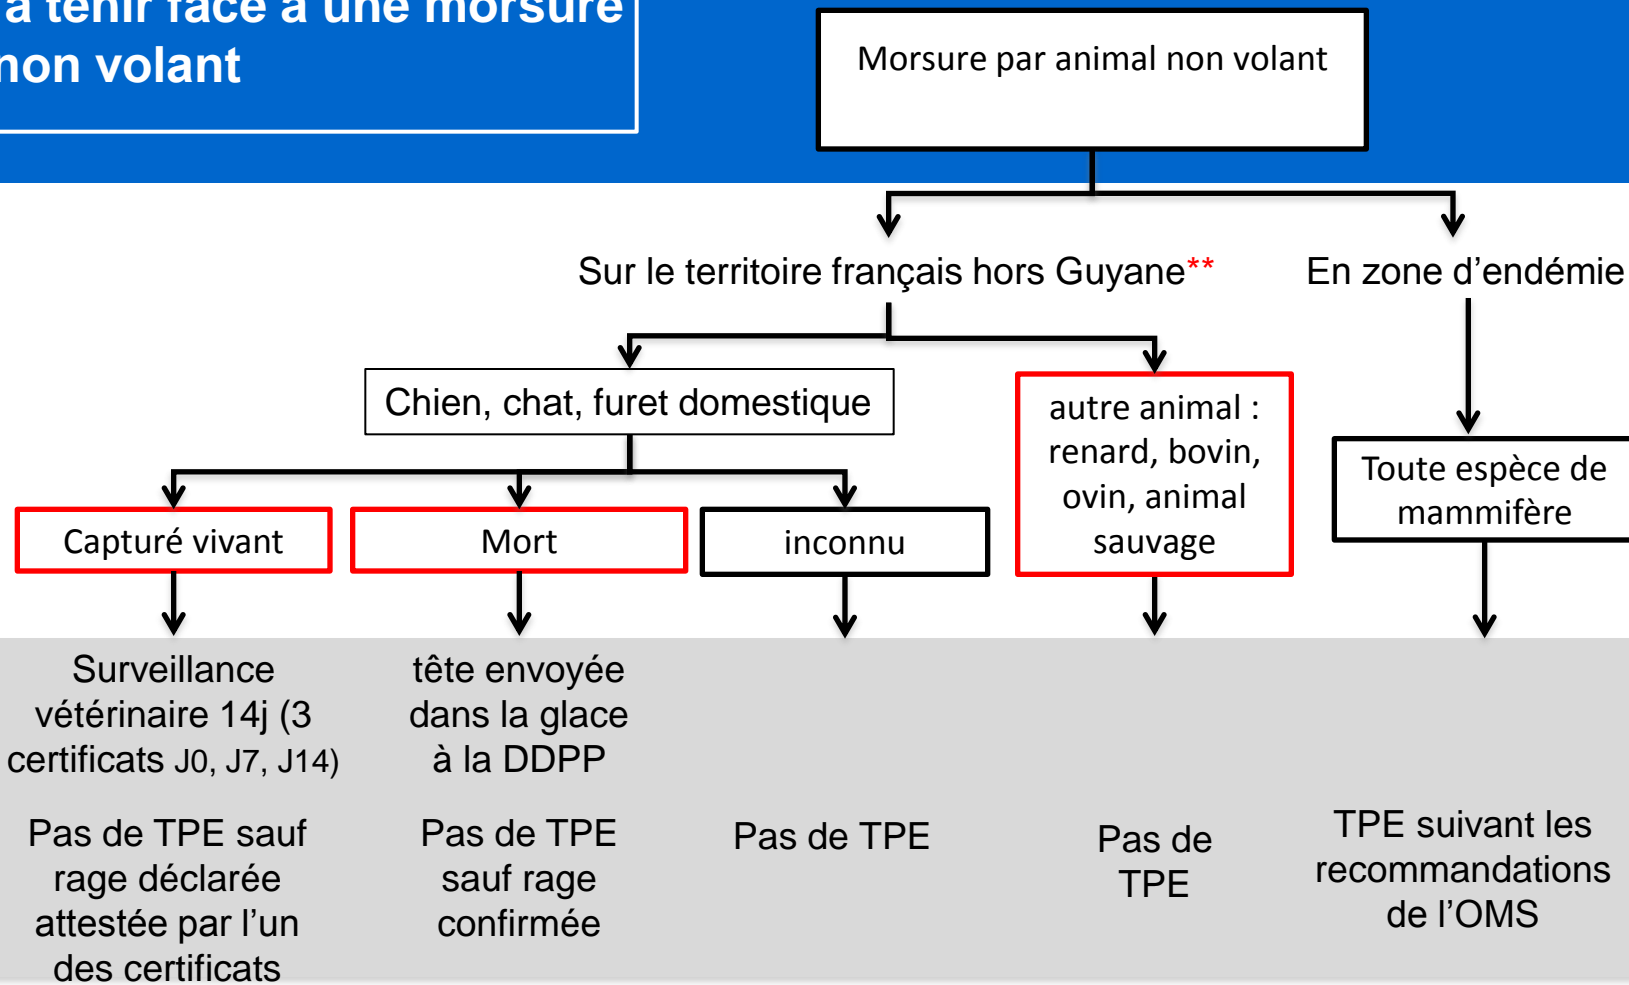 à tenir face à une morsure
non volant
Morsure par animal non volant
Sur le territoire français hors Guyane**
En zone d’endémie
Chien, chat, furet domestique
autre animal :
renard, bovin,
ovin, animal
sauvage
Toute espèce de
mammifère
Capturé vivant
Mort
inconnu
Surveillance
vétérinaire 14j (3
certificats J0, J7, J14)
tête envoyée
dans la glace
à la DDPP
Pas de TPE sauf
rage déclarée
attestée par l’un
des certificats
Pas de TPE
sauf rage
confirmée
Pas de TPE
Pas de
TPE
TPE suivant les
recommandations
de l’OMS